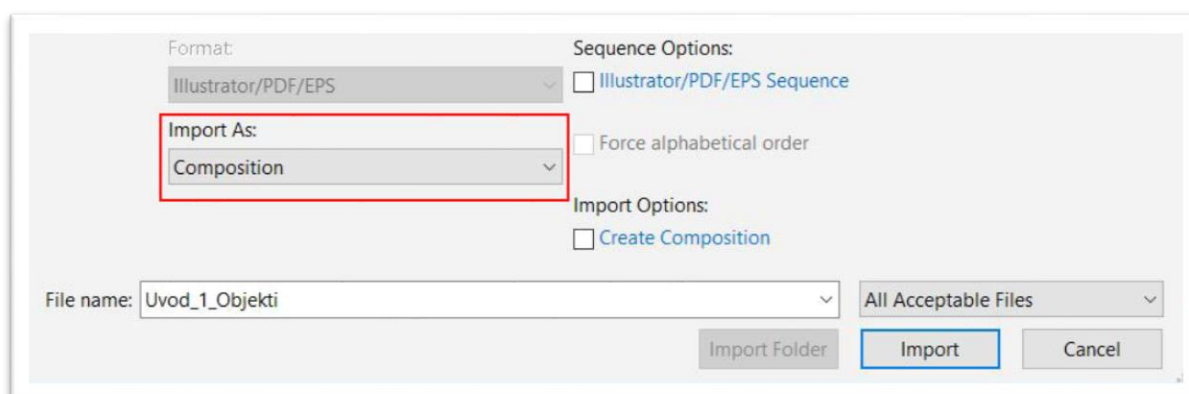 Format:
Illustrator/PDF/EPS
Import As:
Composition
Sequence Options:
Illustrator/PDF/EPS Sequence
Force alphabetical order
Import Options:
Create Composition
File name: Uvod_1_Objekti
All Acceptable Files
Import Folder
Import
Cancel